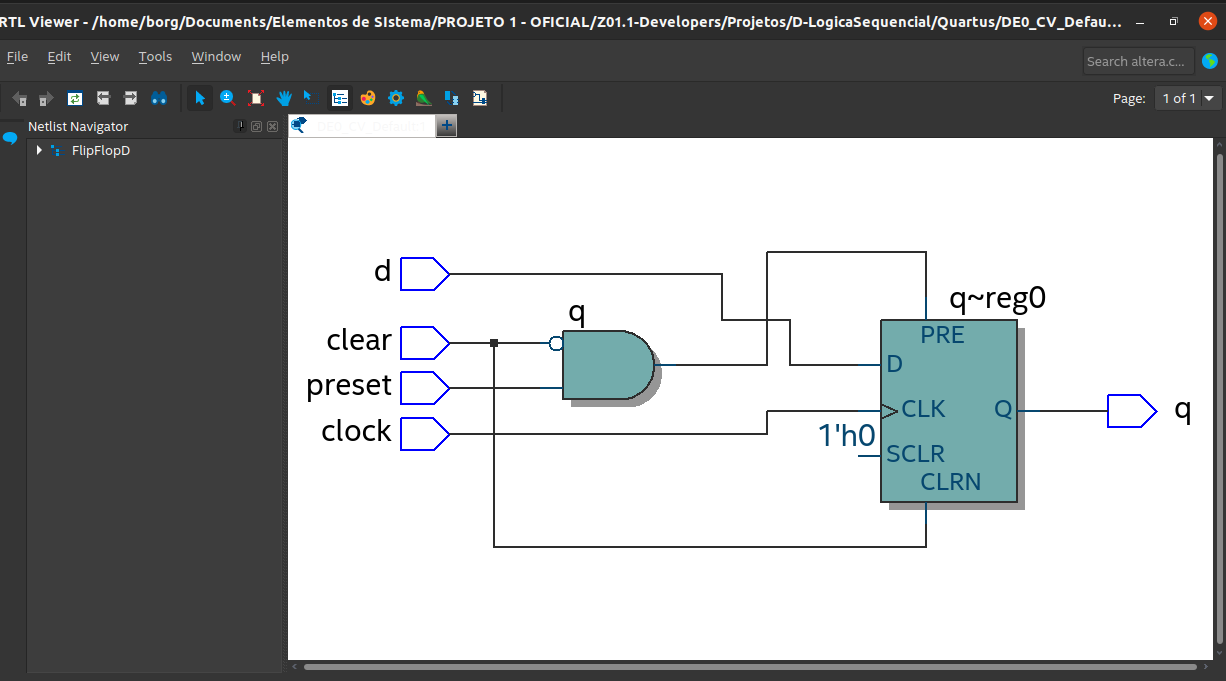 RTL Viewer - /home/borg/Documents/Elementos de SIstema/PROJETO 1 - OFICIAL/Z01.1-Developers/Projetos/D-LogicaSequencial/Quartus/DE0_CV_Defau...
File Edit View Tools Window Help
Search altera.c...
Page: 1 of 1
Netlist Navigator
FlipFlopD
d
clear
preset
clock
q
q~reg0
PRE
D
CLK
Q
1'h0
SCLR
CLRN
q